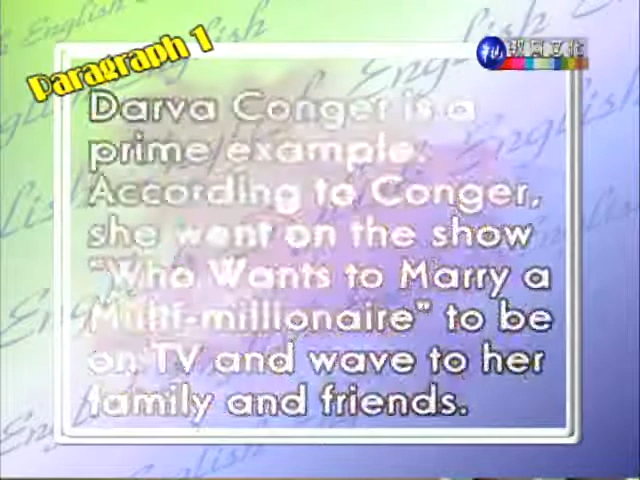 Paragraph 1
Darva Conger is a
prime example.
According to Conger,
she went on the show
"Who Wants to Marry a
Multi-millionaire" to be
on TV and wave to her
family and friends.